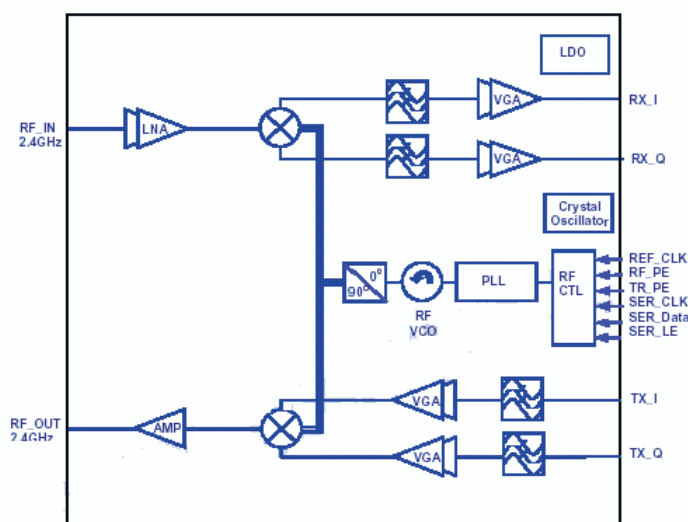 LDO
VGA
RX_I
RF_IN
2.4GHz
LNA
VGA
RX_Q
Crystal
Oscillator
REF_CLK
RF_PE
TR_PE
SER_CLK
SER_Data
SER_LE
RF
CTL
PLL
0°
90°
RF
VCO
VGA
TX_I
RF_OUT
2.4GHz
AMP
VGA
TX_Q